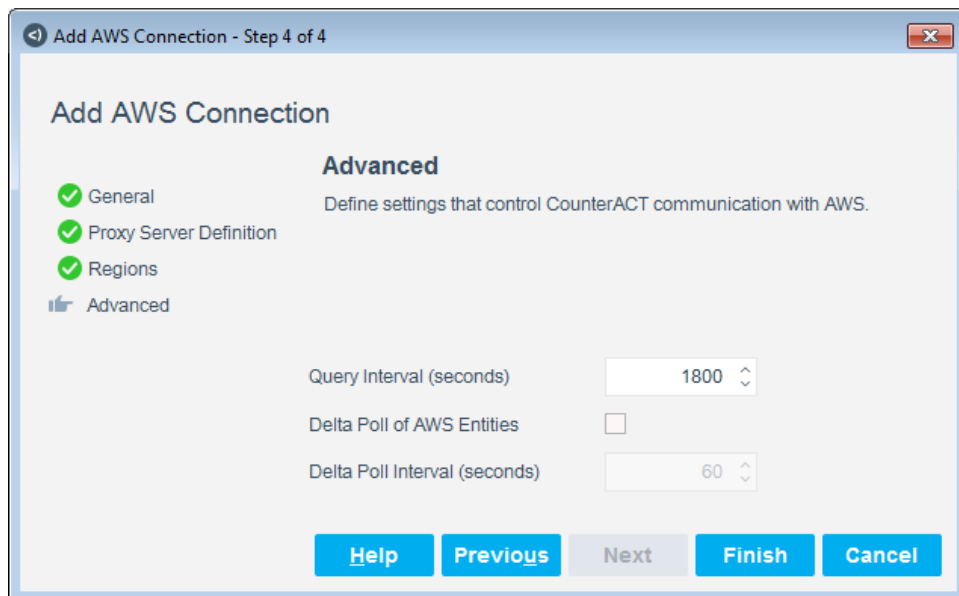 Add AWS Connection - Step 4 of 4
Add AWS Connection
General
Proxy Server Definition
Regions
Advanced
Advanced
Define settings that control CounterACT communication with AWS.
Query Interval (seconds) 1800
Delta Poll of AWS Entities
Delta Poll Interval (seconds) 60
Help Previous Next Finish Cancel